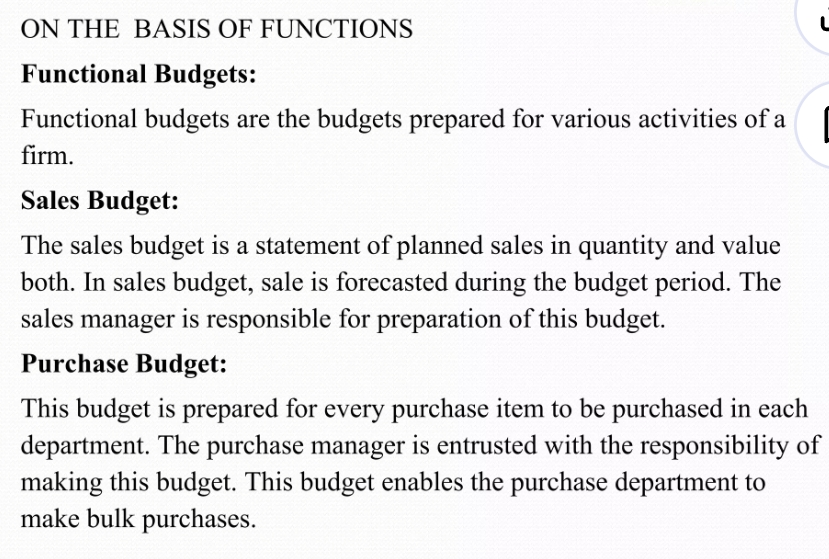 ON THE  BASIS OF FUNCTIONS
Functional Budgets:
Functional budgets are the budgets prepared for various activities of a
firm.
Sales Budget:
The sales budget is a statement of planned sales in quantity and value
both. In sales budget, sale is forecasted during the budget period. The
sales manager is responsible for preparation of this budget.
Purchase Budget:
This budget is prepared for every purchase item to be purchased in each
department. The purchase manager is entrusted with the responsibility of
making this budget. This budget enables the purchase department to
make bulk purchases.